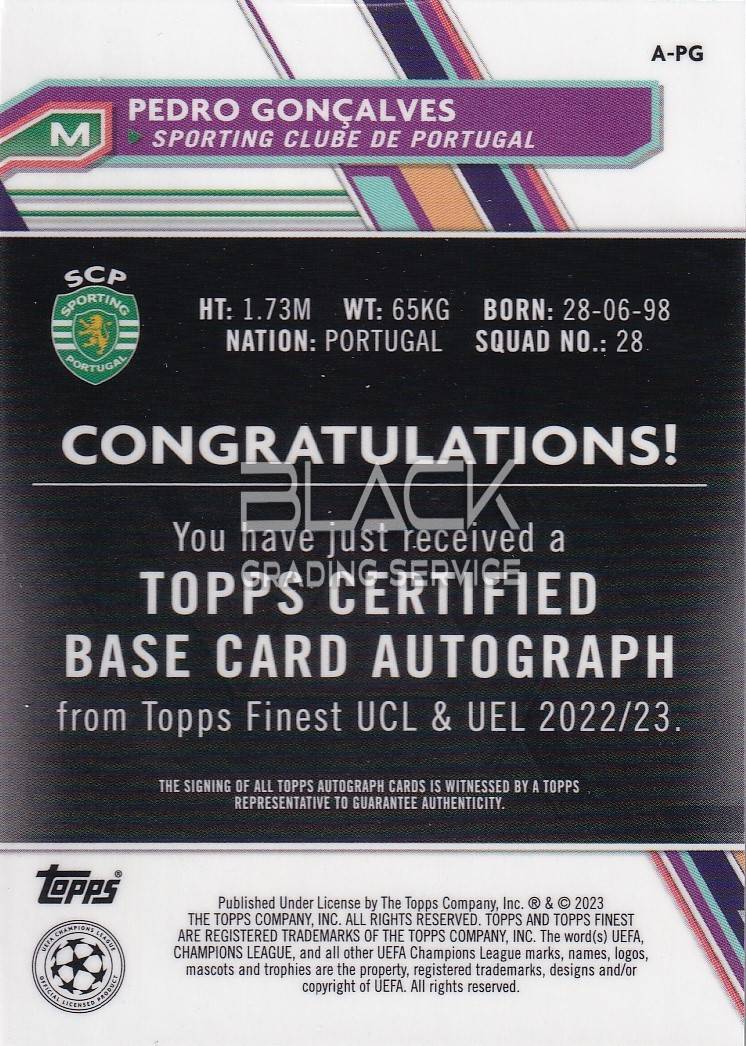 A-PG
M
PEDRO GONÇALVES
SPORTING CLUBE DE PORTUGAL
SCP
SPORTING
PORTUGAL
HT: 1.73M WT: 65KG BORN: 28-06-98
NATION: PORTUGAL SQUAD NO.: 28
CONGRATULATIONS!
BLACK
GRADING SERVICE
You have just received a
TOPPS CERTIFIED
BASE CARD AUTOGRAPH
from Topps Finest UCL & UEL 2022/23.
THE SIGNING OF ALL TOPPS AUTOGRAPH CARDS IS WITNESSED BY A TOPPS
REPRESENTATIVE TO GUARANTEE AUTHENTICITY.
topps®
UEFA CHAMPIONS LEAGUE
OFFICIAL LICENSED PRODUCT
Published Under License by The Topps Company, Inc. ® & © 2023
THE TOPPS COMPANY, INC. ALL RIGHTS RESERVED. TOPPS AND TOPPS FINEST
ARE REGISTERED TRADEMARKS OF THE TOPPS COMPANY, INC. The word(s) UEFA,
CHAMPIONS LEAGUE, and all other UEFA Champions League marks, names, logos,
mascots and trophies are the property, registered trademarks, designs and/or
copyright of UEFA. All rights reserved.